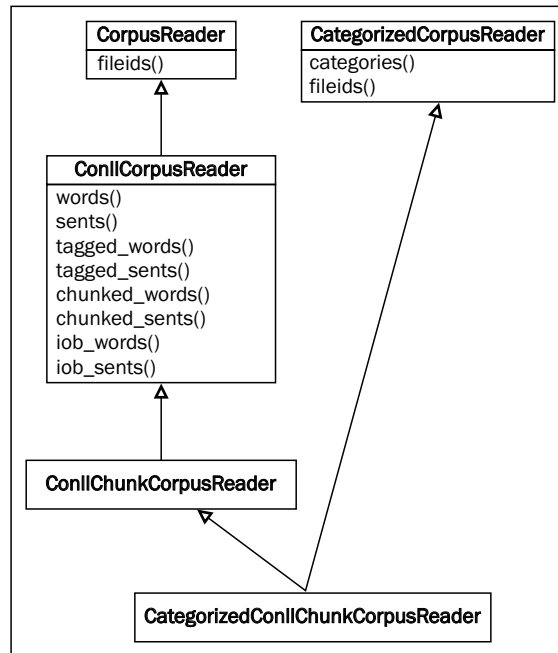 CorpusReader
fileids()
CategorizedCorpusReader
categories()
fileids()
ConllCorpusReader
words()
sents()
tagged_words()
tagged_sents()
chunked_words()
chunked_sents()
iob_words()
iob_sents()
ConllChunkCorpusReader
CategorizedConllChunkCorpusReader